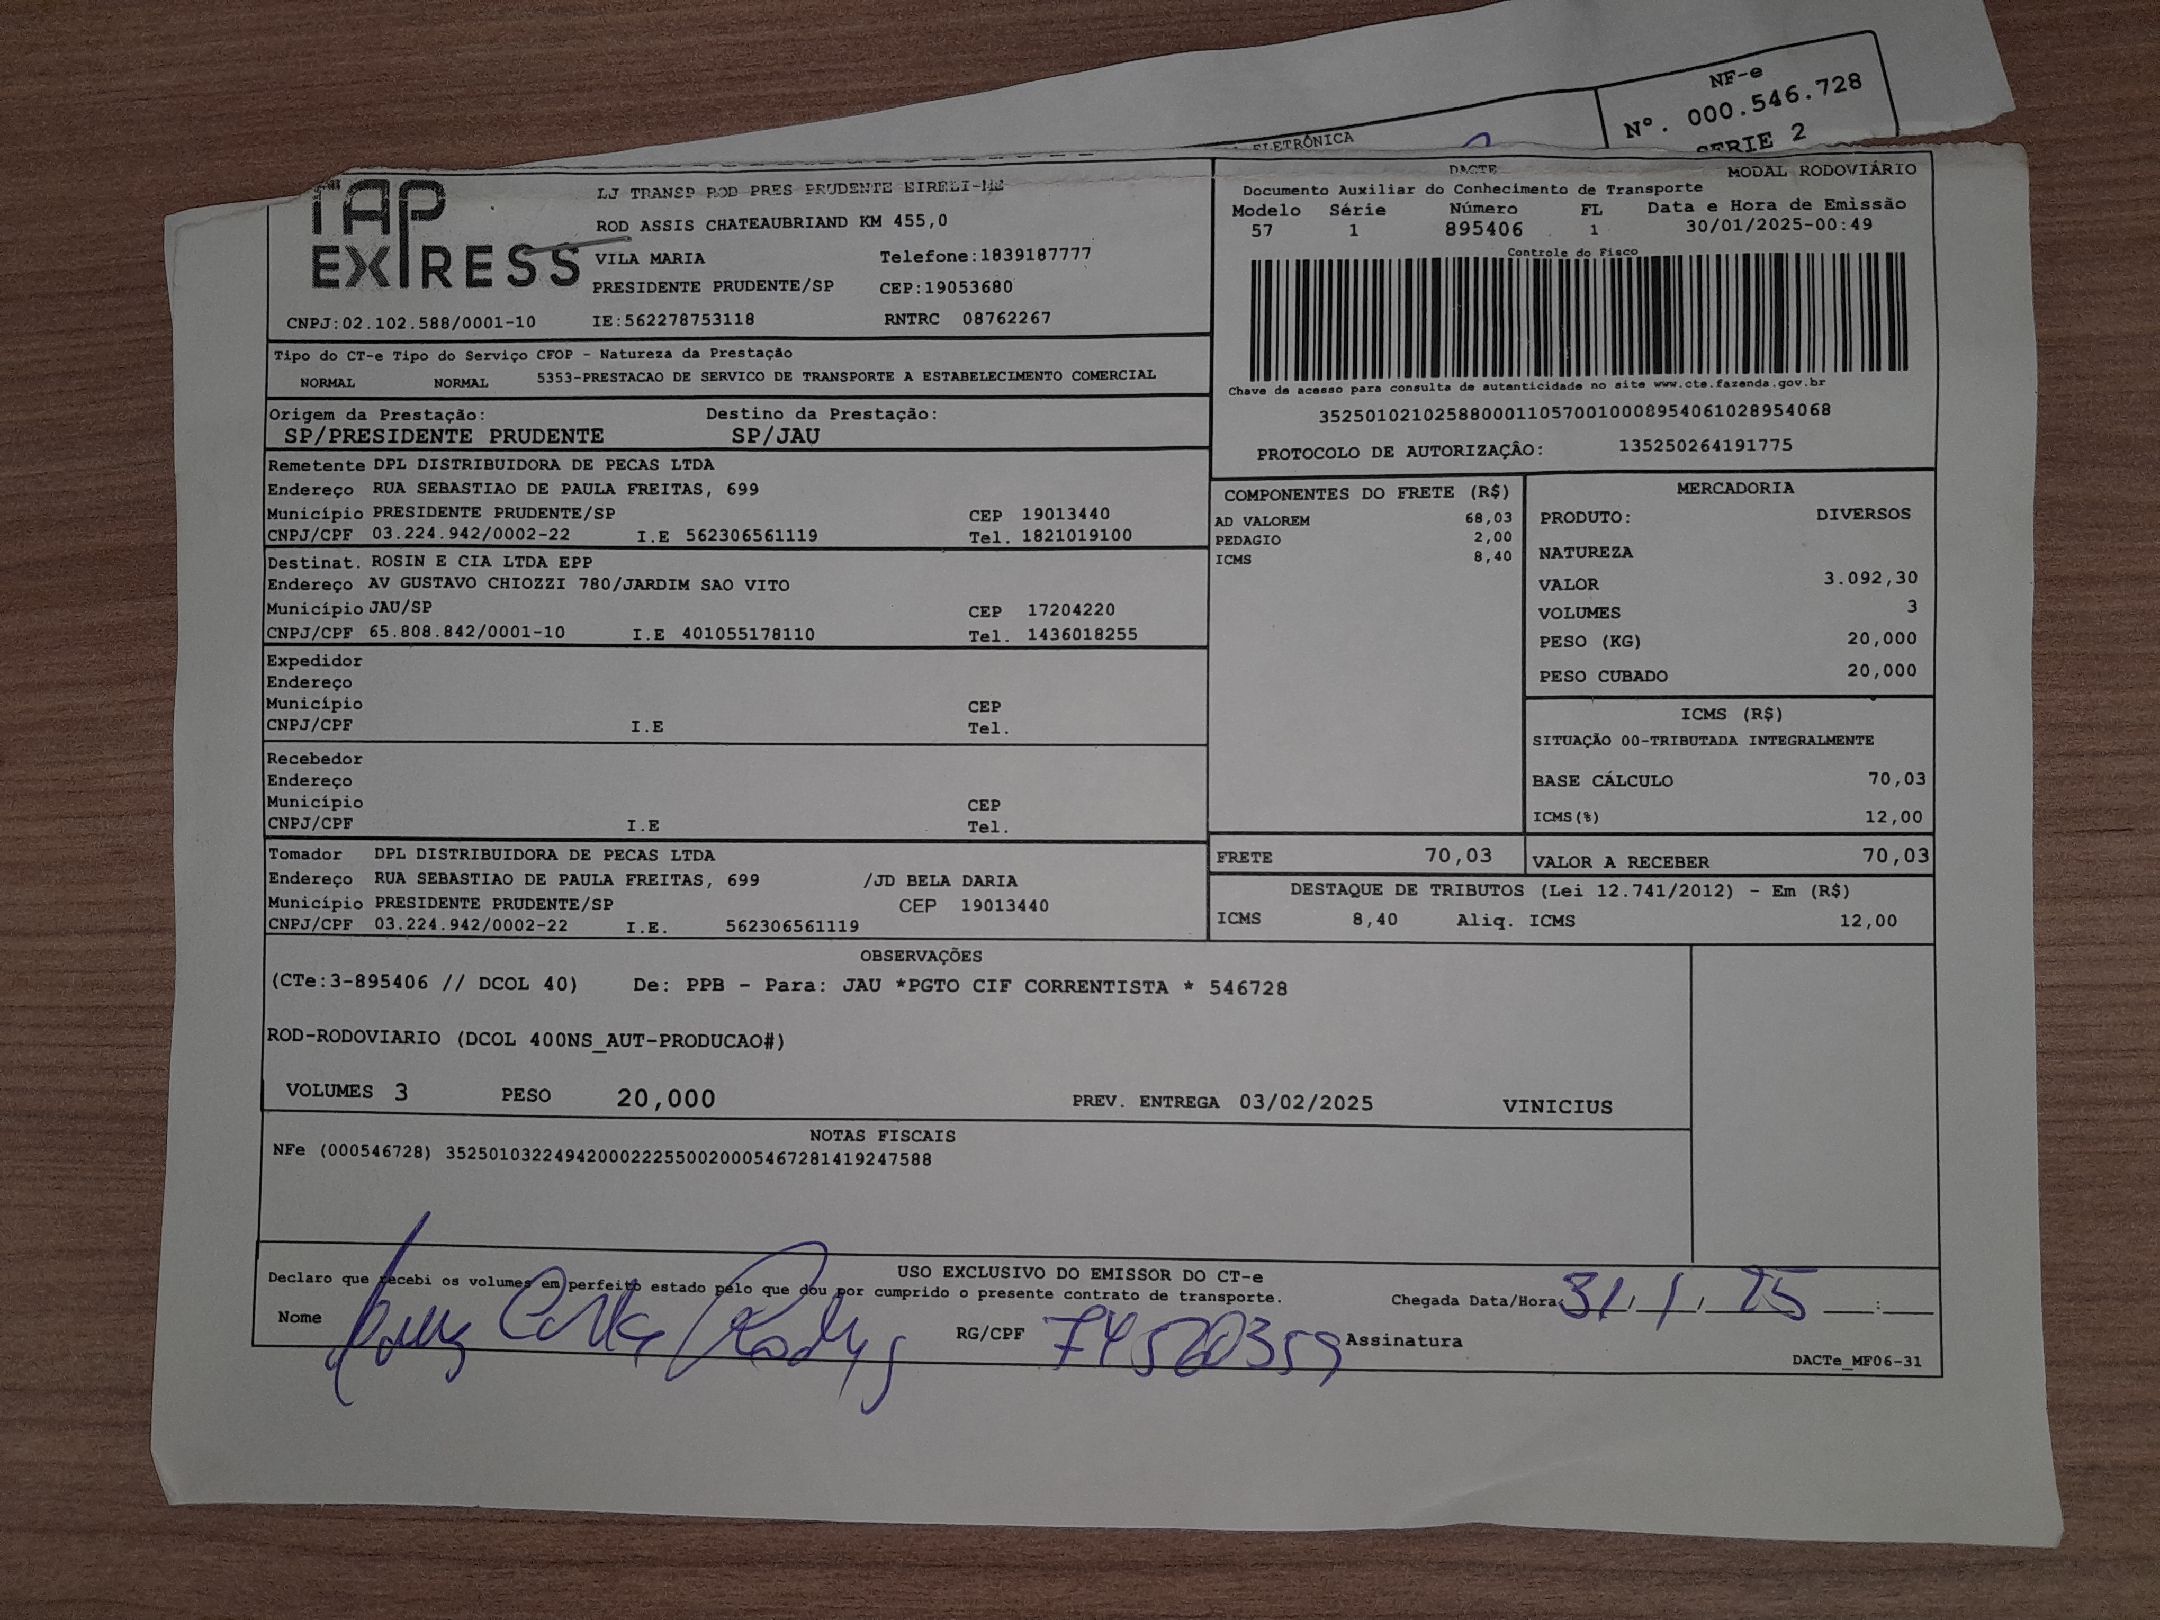 NF-e
Nº. 000.546.728
SERIE 2
ELETRÔNICA
TAP
EXPRESS
LJ TRANSP ROD PRES PRUDENTE EIRELI-ME
ROD ASSIS CHATEAUBRIAND KM 455,0
VILA MARIA Telefone:1839187777
PRESIDENTE PRUDENTE/SP CEP:19053680
CNPJ:02.102.588/0001-10 IE:562278753118 RNTRC 08762267
DACTE MODAL RODOVIÁRIO
Documento Auxiliar do Conhecimento de Transporte
Modelo Série Número FL Data e Hora de Emissão
57 1 895406 1 30/01/2025-00:49
Controle do Fisco
Chave de acesso para consulta de autenticidade no site www.cte.fazenda.gov.br
35250102102588000110570010008954061028954068
PROTOCOLO DE AUTORIZAÇÃO: 135250264191775
Tipo do CT-e Tipo do Serviço CFOP - Natureza da Prestação
NORMAL NORMAL 5353-PRESTACAO DE SERVICO DE TRANSPORTE A ESTABELECIMENTO COMERCIAL
Origem da Prestação: Destino da Prestação:
SP/PRESIDENTE PRUDENTE SP/JAU
Remetente DPL DISTRIBUIDORA DE PECAS LTDA
Endereço RUA SEBASTIAO DE PAULA FREITAS, 699
Município PRESIDENTE PRUDENTE/SP CEP 19013440
CNPJ/CPF 03.224.942/0002-22 I.E 562306561119 Tel. 1821019100
Destinat. ROSIN E CIA LTDA EPP
Endereço AV GUSTAVO CHIOZZI 780/JARDIM SAO VITO
Município JAU/SP CEP 17204220
CNPJ/CPF 65.808.842/0001-10 I.E 401055178110 Tel. 1436018255
Expedidor
Endereço
Município CEP
CNPJ/CPF I.E Tel.
Recebedor
Endereço
Município CEP
CNPJ/CPF I.E Tel.
Tomador DPL DISTRIBUIDORA DE PECAS LTDA
Endereço RUA SEBASTIAO DE PAULA FREITAS, 699 /JD BELA DARIA
Município PRESIDENTE PRUDENTE/SP CEP 19013440
CNPJ/CPF 03.224.942/0002-22 I.E. 562306561119
COMPONENTES DO FRETE (R$)
AD VALOREM 68,03
PEDAGIO 2,00
ICMS 8,40
MERCADORIA
PRODUTO: DIVERSOS
NATUREZA
VALOR 3.092,30
VOLUMES 3
PESO (KG) 20,000
PESO CUBADO 20,000
ICMS (R$)
SITUAÇÃO 00-TRIBUTADA INTEGRALMENTE
BASE CÁLCULO 70,03
ICMS(%) 12,00
FRETE 70,03 VALOR A RECEBER 70,03
DESTAQUE DE TRIBUTOS (Lei 12.741/2012) - Em (R$)
ICMS 8,40 Aliq. ICMS 12,00
OBSERVAÇÕES
(CTe:3-895406 // DCOL 40) De: PPB - Para: JAU *PGTO CIF CORRENTISTA * 546728
ROD-RODOVIARIO (DCOL 400NS_AUT-PRODUCAO#)
VOLUMES 3 PESO 20,000 PREV. ENTREGA 03/02/2025 VINICIUS
NOTAS FISCAIS
NFe (000546728) 35250103224942000222550020005467281419247588
USO EXCLUSIVO DO EMISSOR DO CT-e
Declaro que recebi os volumes em perfeito estado pelo que dou por cumprido o presente contrato de transporte.
Chegada Data/Hora 31/1/25 :
Nome RG/CPF Assinatura
DACTe_MF06-31